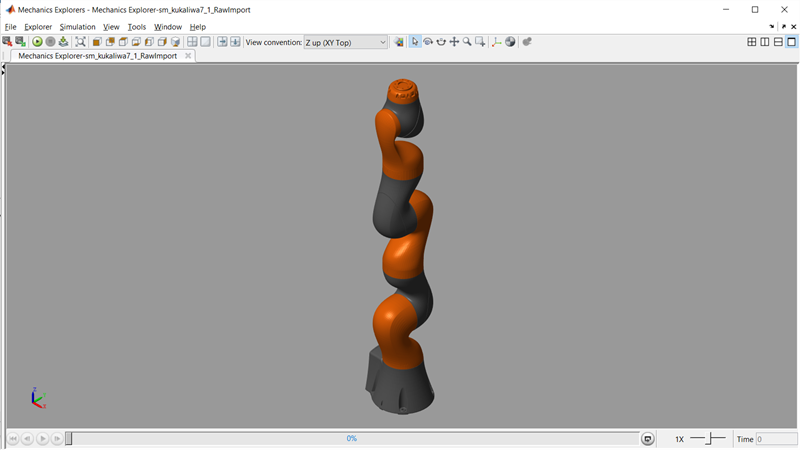 Mechanics Explorers - Mechanics Explorer-sm_kukaliwa7_1_RawImport
File Explorer Simulation View Tools Window Help
View convention: Z up (XY Top)
Mechanics Explorer-sm_kukaliwa7_1_RawImport
Z
Y
X
0% 1X Time 0